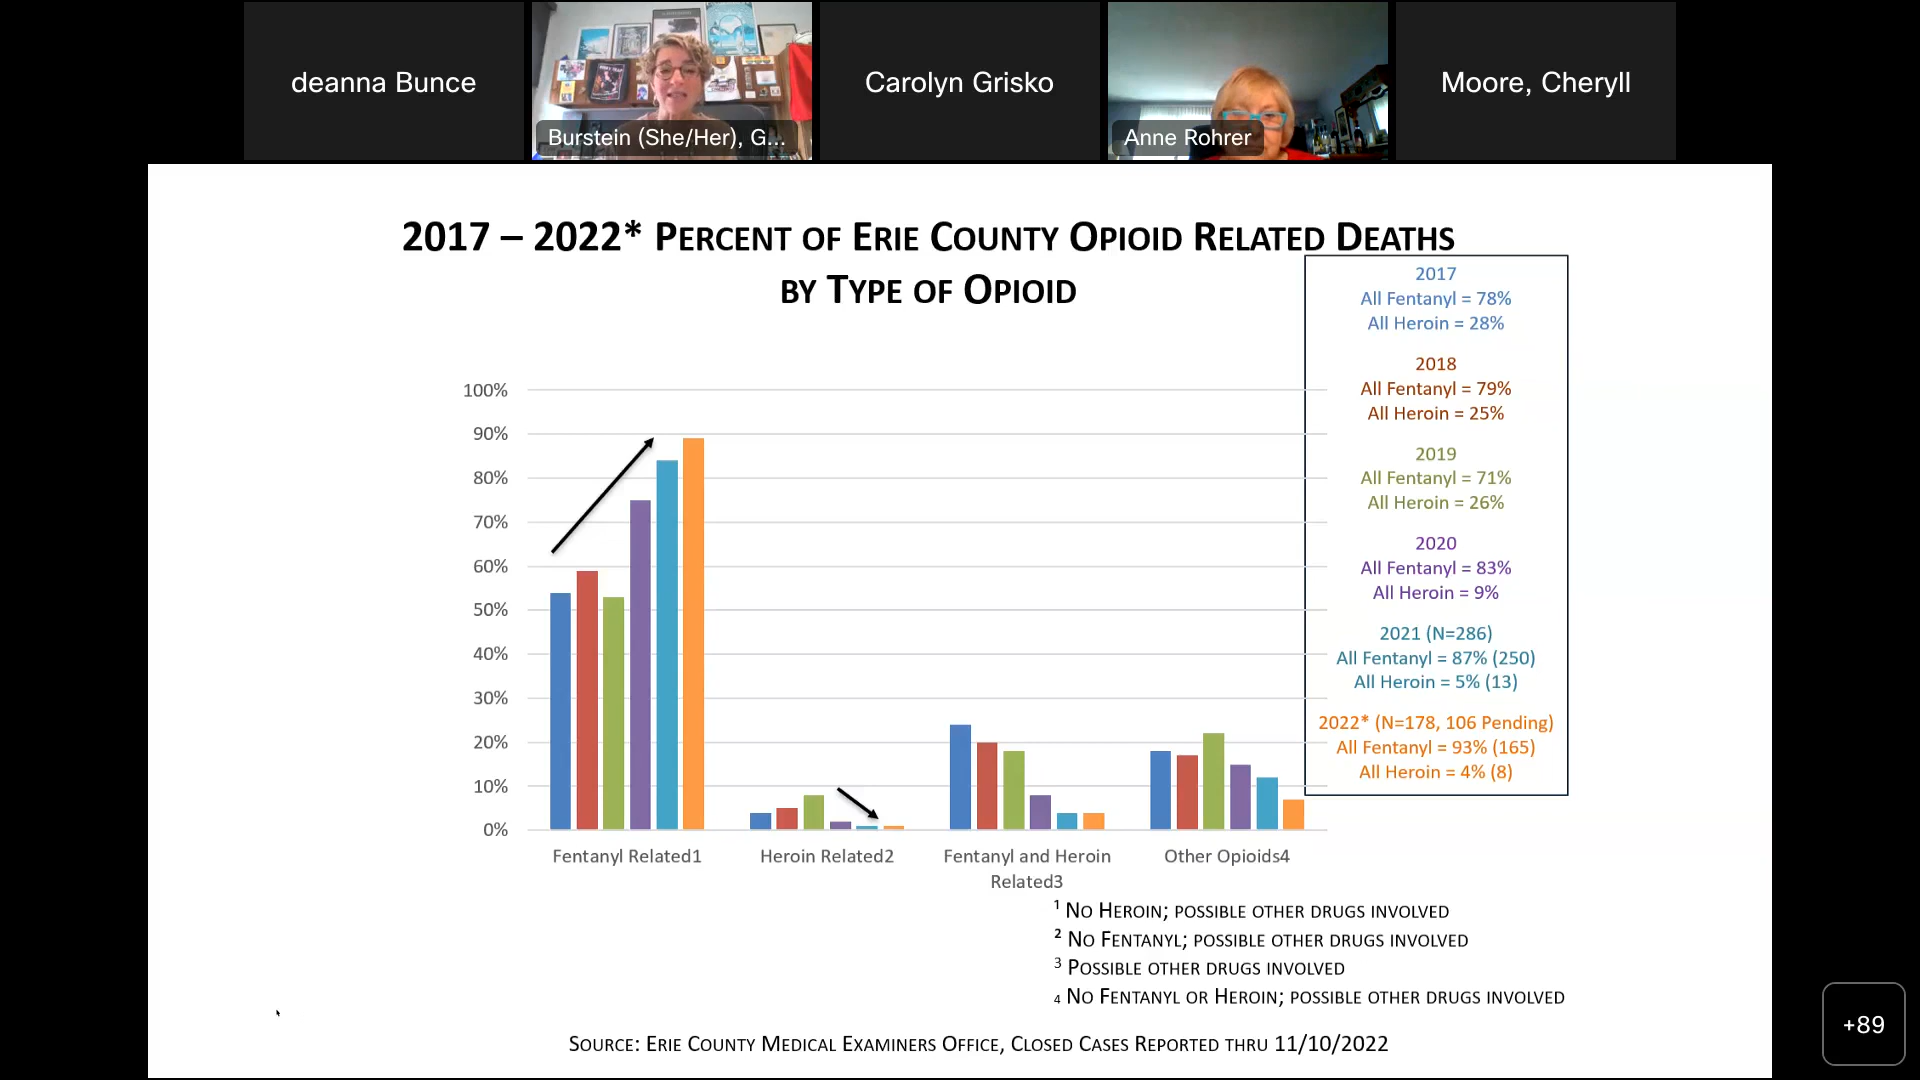 deanna Bunce
Burstein (She/Her), G...
Carolyn Grisko
Anne Rohrer
Moore, Cheryll
2017 – 2022* Percent of Erie County Opioid Related Deaths
by Type of Opioid
2017
All Fentanyl = 78%
All Heroin = 28%
2018
All Fentanyl = 79%
All Heroin = 25%
2019
All Fentanyl = 71%
All Heroin = 26%
2020
All Fentanyl = 83%
All Heroin = 9%
2021 (N=286)
All Fentanyl = 87% (250)
All Heroin = 5% (13)
2022* (N=178, 106 Pending)
All Fentanyl = 93% (165)
All Heroin = 4% (8)
100%
90%
80%
70%
60%
50%
40%
30%
20%
10%
0%
Fentanyl Related1
Heroin Related2
Fentanyl and Heroin
Related3
Other Opioids4
1 No Heroin; possible other drugs involved
2 No Fentanyl; possible other drugs involved
3 Possible other drugs involved
4 No Fentanyl or Heroin; possible other drugs involved
Source: Erie County Medical Examiners Office, Closed Cases Reported thru 11/10/2022
+89